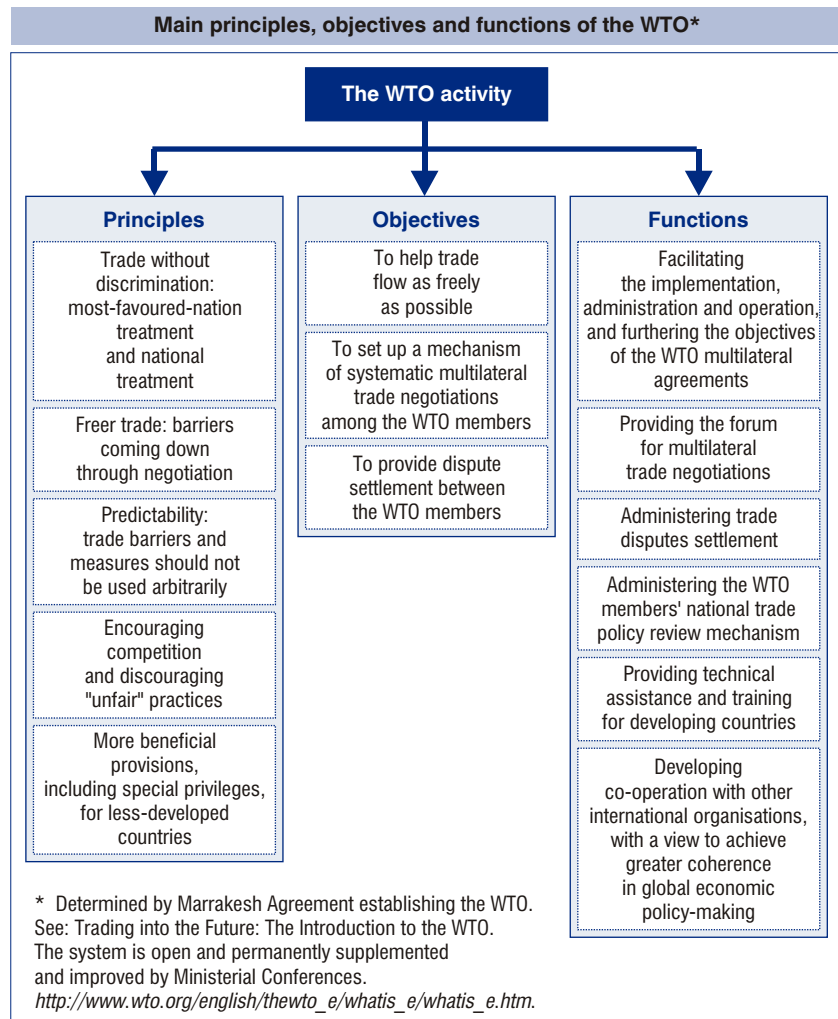 Main principles, objectives and functions of the WTO*
The WTO activity
Principles
Trade without
discrimination:
most-favoured-nation
treatment
and national
treatment
Freer trade: barriers
coming down
through negotiation
Predictability:
trade barriers and
measures should not
be used arbitrarily
Encouraging
competition
and discouraging
"unfair" practices
More beneficial
provisions,
including special privileges,
for less-developed
countries
Objectives
To help trade
flow as freely
as possible
To set up a mechanism
of systematic multilateral
trade negotiations
among the WTO members
To provide dispute
settlement between
the WTO members
Functions
Facilitating
the implementation,
administration and operation,
and furthering the objectives
of the WTO multilateral
agreements
Providing the forum
for multilateral
trade negotiations
Administering trade
disputes settlement
Administering the WTO
members' national trade
policy review mechanism
Providing technical
assistance and training
for developing countries
Developing
co-operation with other
international organisations,
with a view to achieve
greater coherence
in global economic
policy-making
* Determined by Marrakesh Agreement establishing the WTO.
See: Trading into the Future: The Introduction to the WTO.
The system is open and permanently supplemented
and improved by Ministerial Conferences.
http://www.wto.org/english/thewto_e/whatis_e/whatis_e.htm.